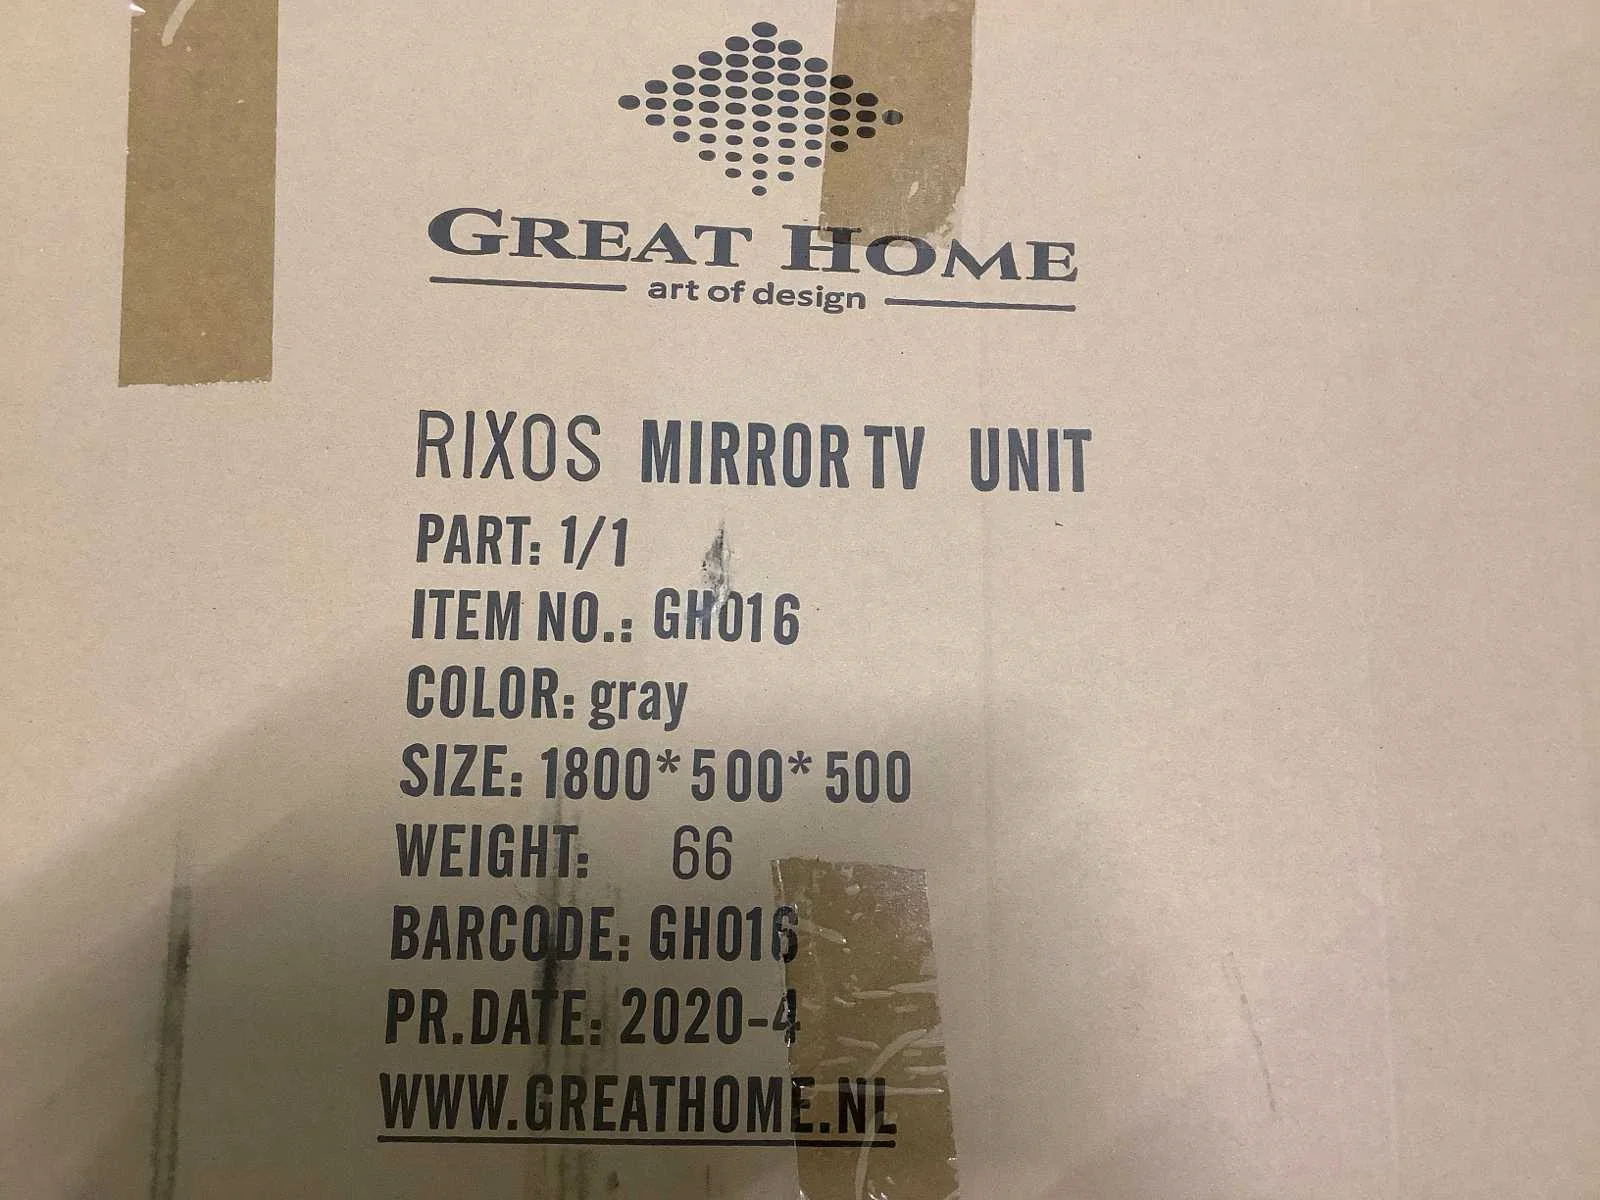 GREAT HOME
art of design
RIXOS MIRROR TV UNIT
PART: 1/1
ITEM NO.: GH016
COLOR: gray
SIZE: 1800*500*500
WEIGHT: 66
BARCODE: GH016
PR.DATE: 2020-4
WWW.GREATHOME.NL